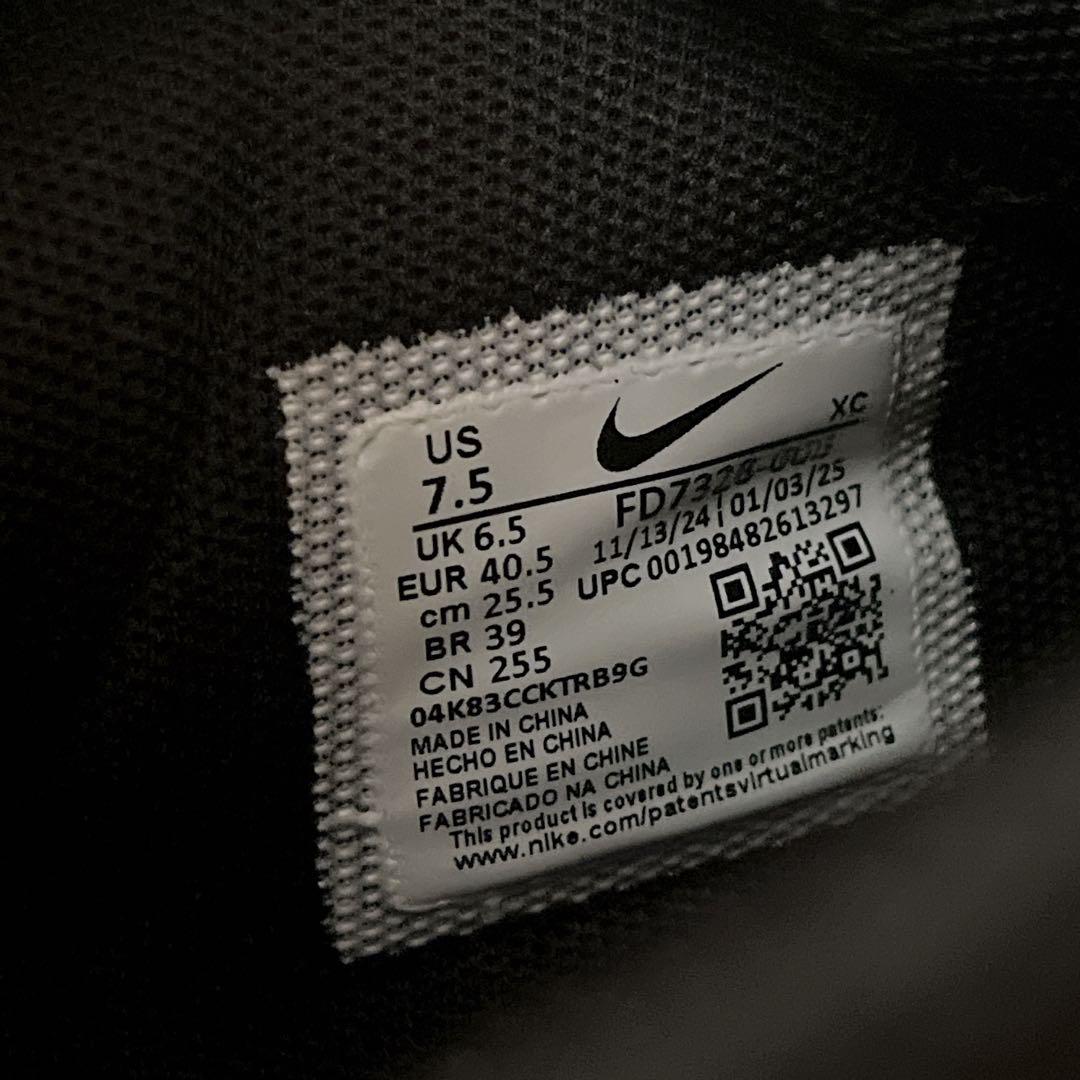 US
7.5
XC
UK 6.5
EUR 40.5
cm 25.5
BR 39
CN 255
11/13/24 | 01/03/25
UPC 00198482613297
04K83CCKTRB9G
MADE IN CHINA
HECHO EN CHINA
FABRIQUE EN CHINE
FABRICADO NA CHINA
This product is covered by one or more patents:
www.nike.com/patentsvirtualmarking